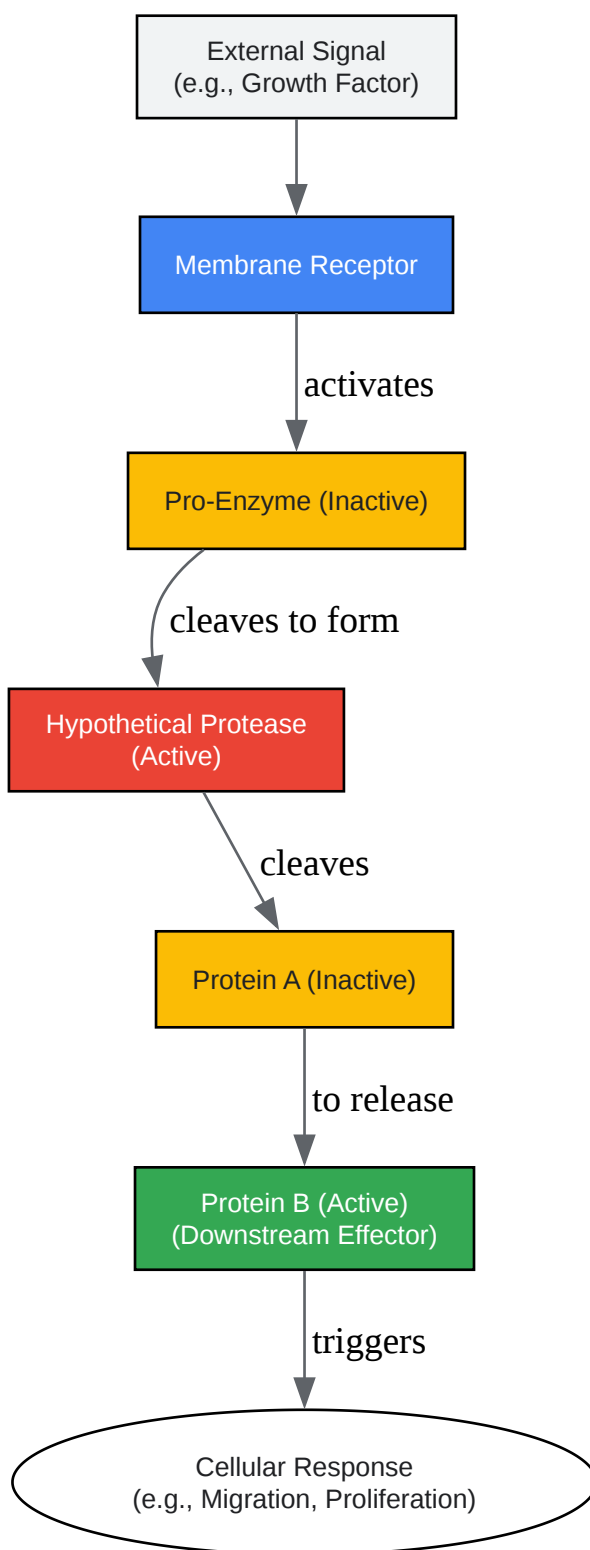 External Signal
(e.g., Growth Factor)
Membrane Receptor
activates
Pro-Enzyme (Inactive)
cleaves to form
Hypothetical Protease
(Active)
cleaves
Protein A (Inactive)
to release
Protein B (Active)
(Downstream Effector)
triggers
Cellular Response
(e.g., Migration, Proliferation)